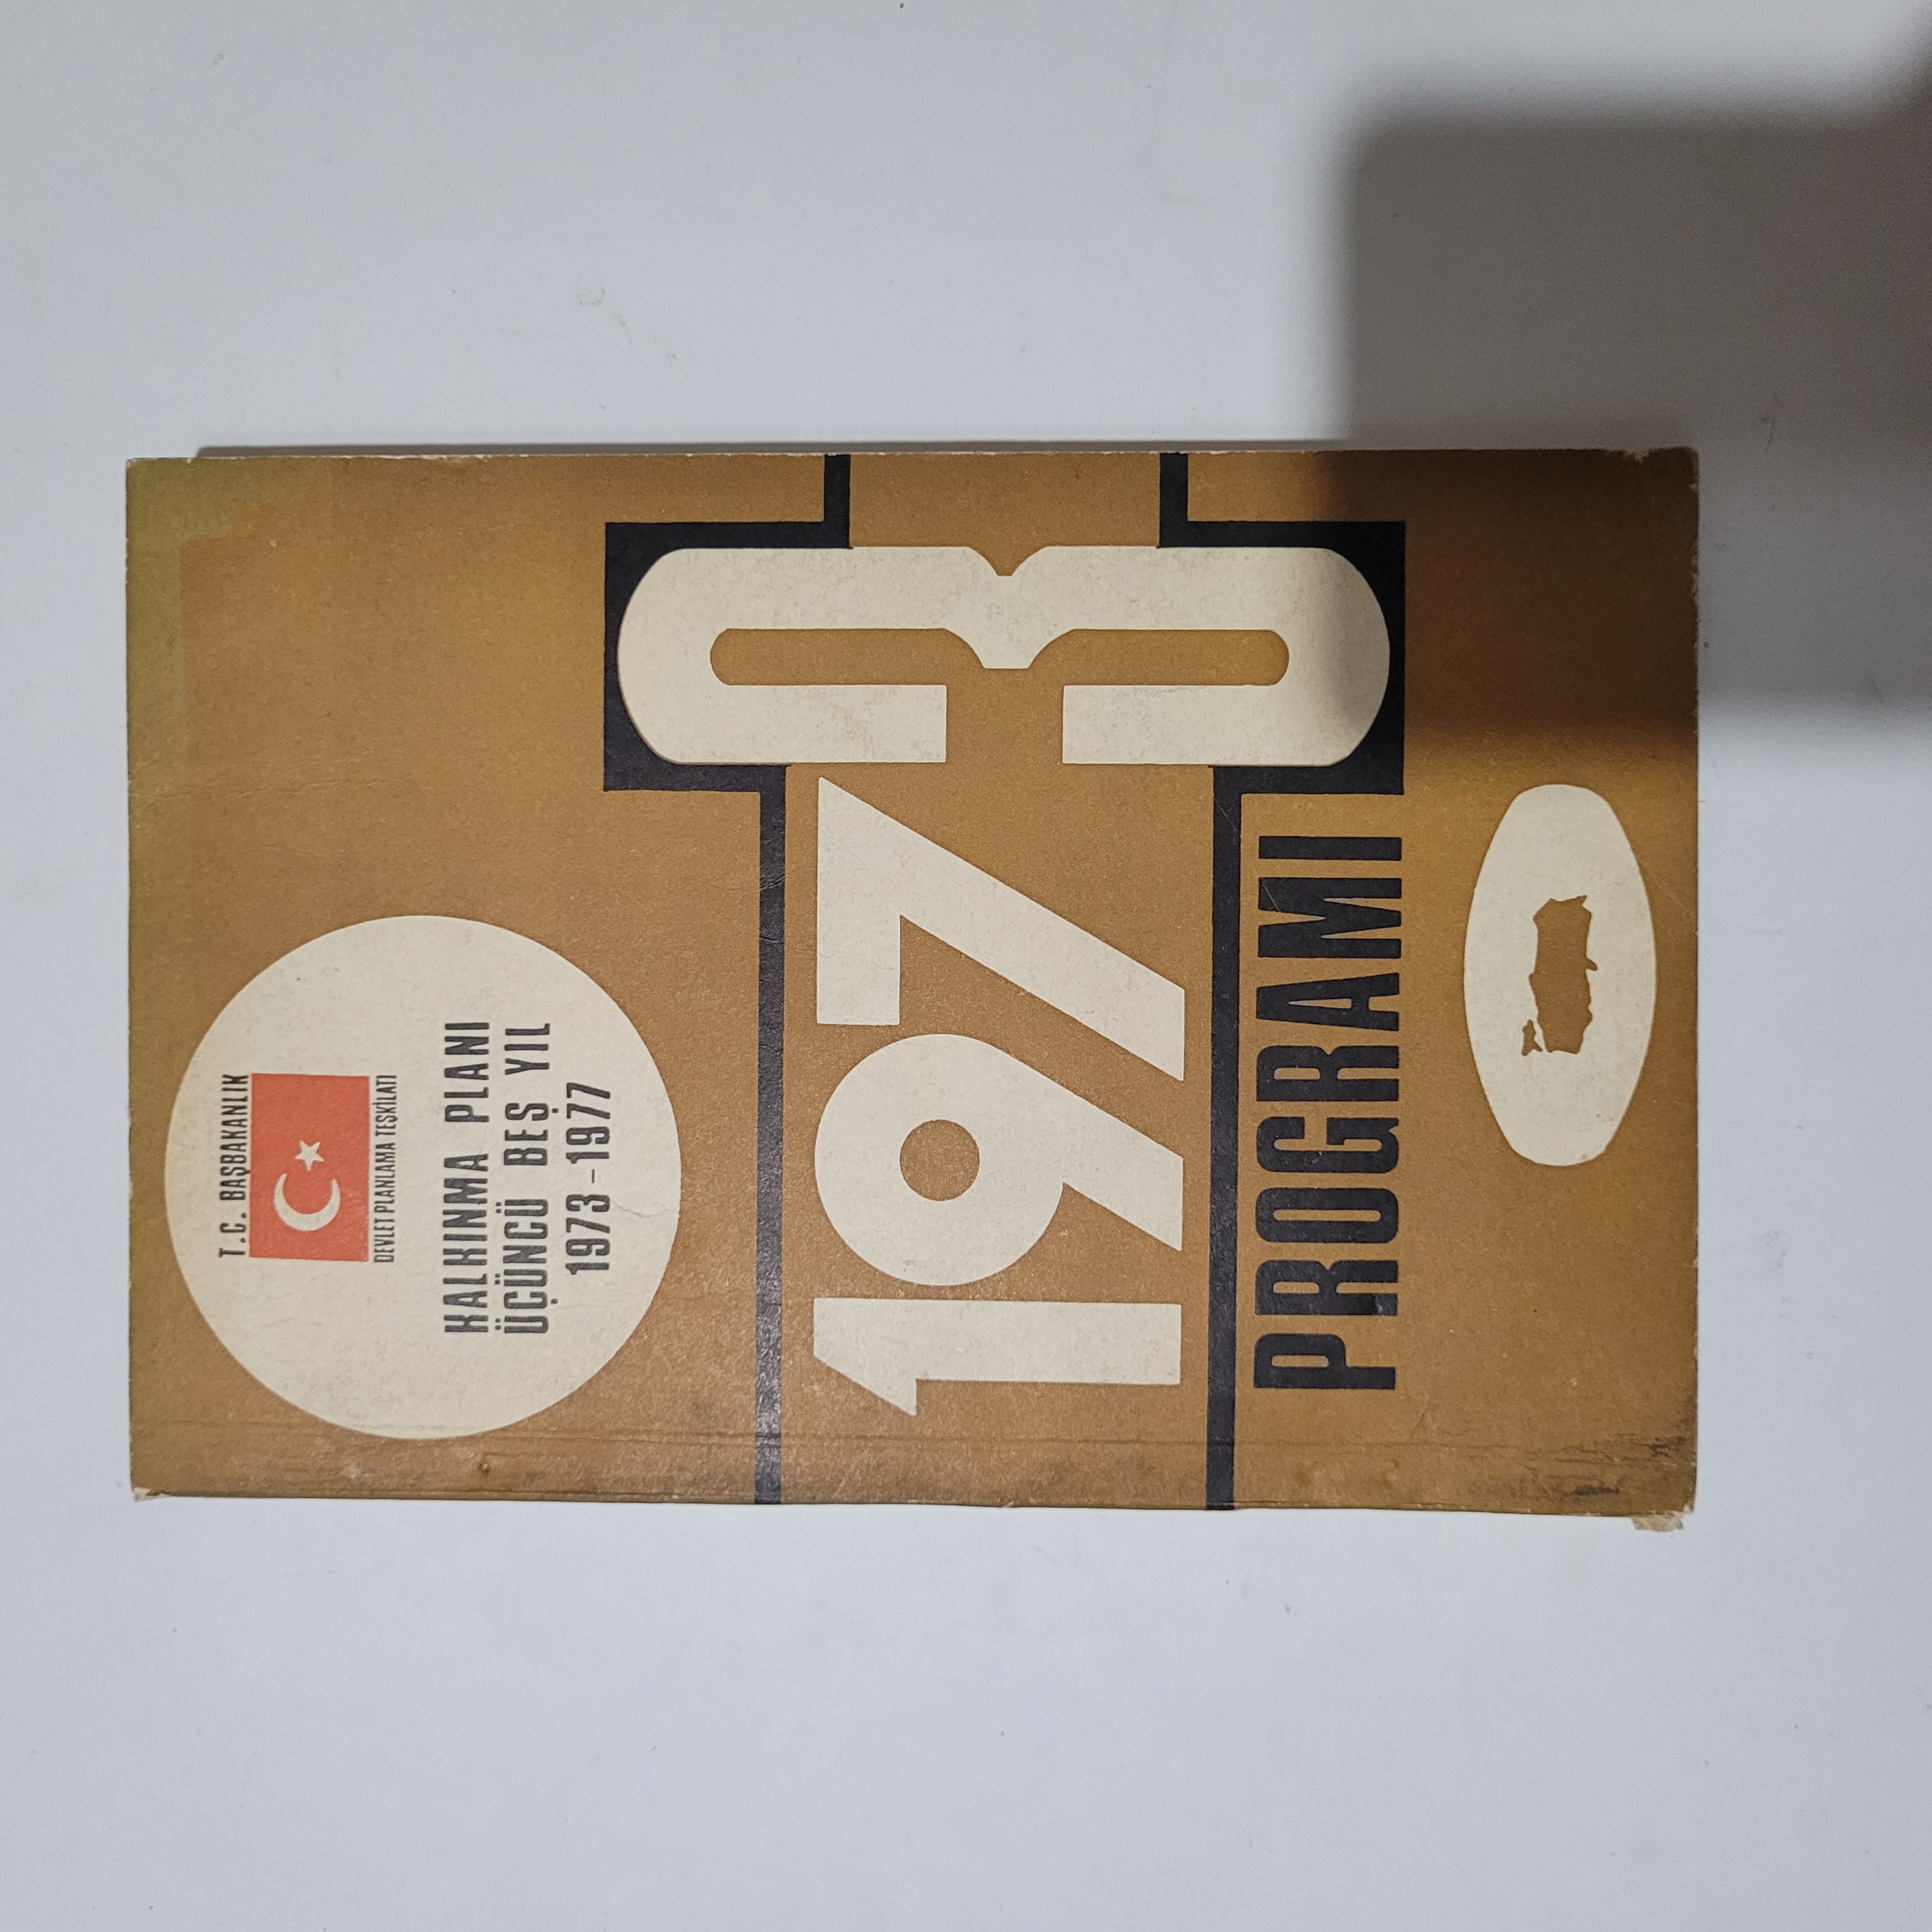 T.C. BAŞBAKANLIK
DEVLET PLANLAMA TEŞKİLATI
KALKINMA PLANI
ÜÇÜNCÜ BEŞ YIL
1973-1977
1973
PROGRAMI